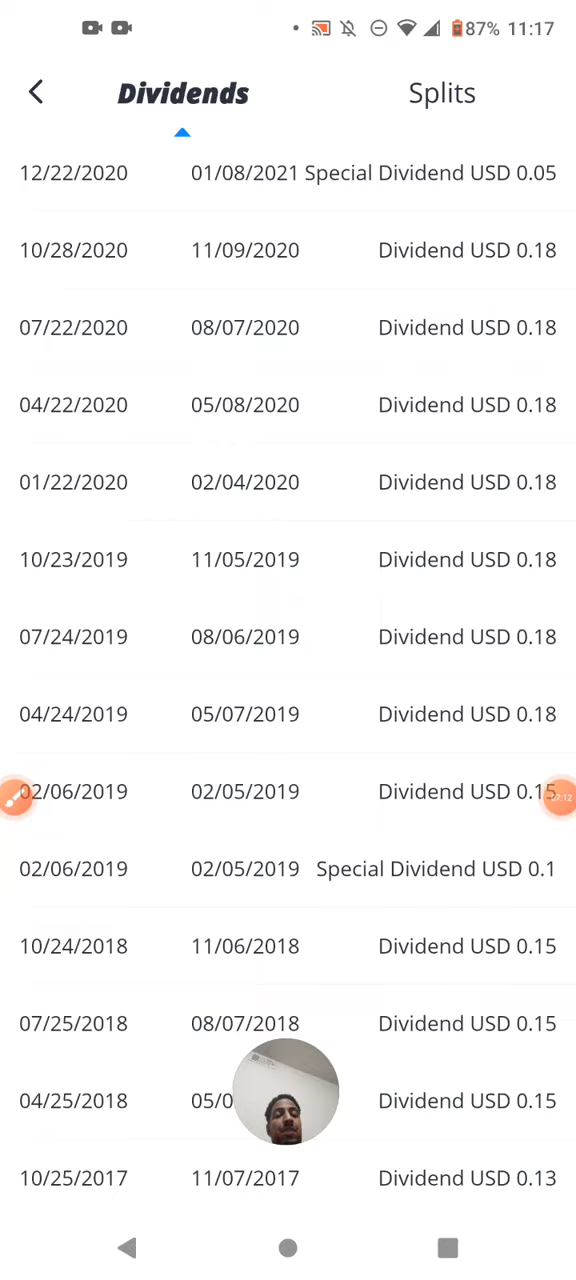 87% 11:17
Dividends Splits
12/22/2020 01/08/2021 Special Dividend USD 0.05
10/28/2020 11/09/2020 Dividend USD 0.18
07/22/2020 08/07/2020 Dividend USD 0.18
04/22/2020 05/08/2020 Dividend USD 0.18
01/22/2020 02/04/2020 Dividend USD 0.18
10/23/2019 11/05/2019 Dividend USD 0.18
07/24/2019 08/06/2019 Dividend USD 0.18
04/24/2019 05/07/2019 Dividend USD 0.18
02/06/2019 02/05/2019 Dividend USD 0.15
02/06/2019 02/05/2019 Special Dividend USD 0.1
10/24/2018 11/06/2018 Dividend USD 0.15
07/25/2018 08/07/2018 Dividend USD 0.15
04/25/2018 05/0 Dividend USD 0.15
10/25/2017 11/07/2017 Dividend USD 0.13